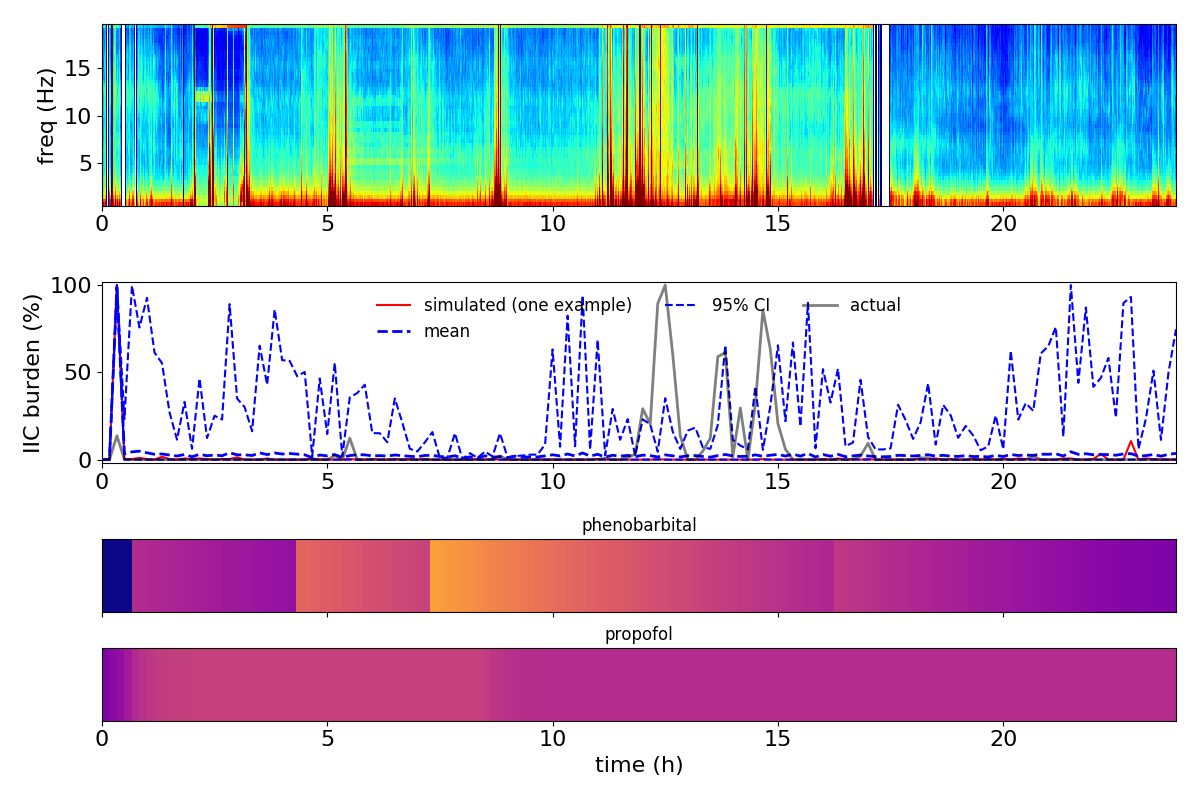 freq (Hz)
15
10
5
0 5 10 15 20
IIC burden (%)
100
50
0
simulated (one example)
mean
95% CI
actual
0 5 10 15 20
phenobarbital
propofol
0 5 10 15 20
time (h)